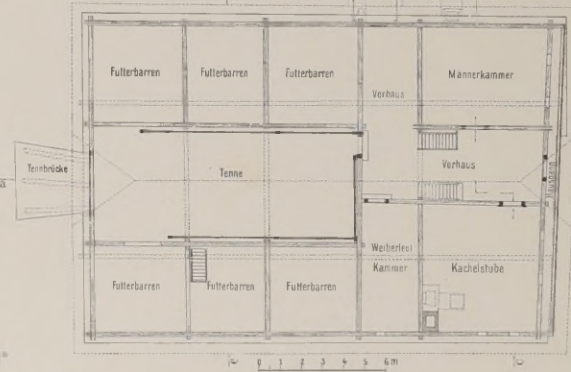 Futterbarren Futterbarren Futterbarren Männerkammer
Vorhaus
Tennbrücke Tenne Vorhaus
Weiberleut
Kammer Kachelstube
Futterbarren Futterbarren Futterbarren
0 1 2 3 4 5 6 m